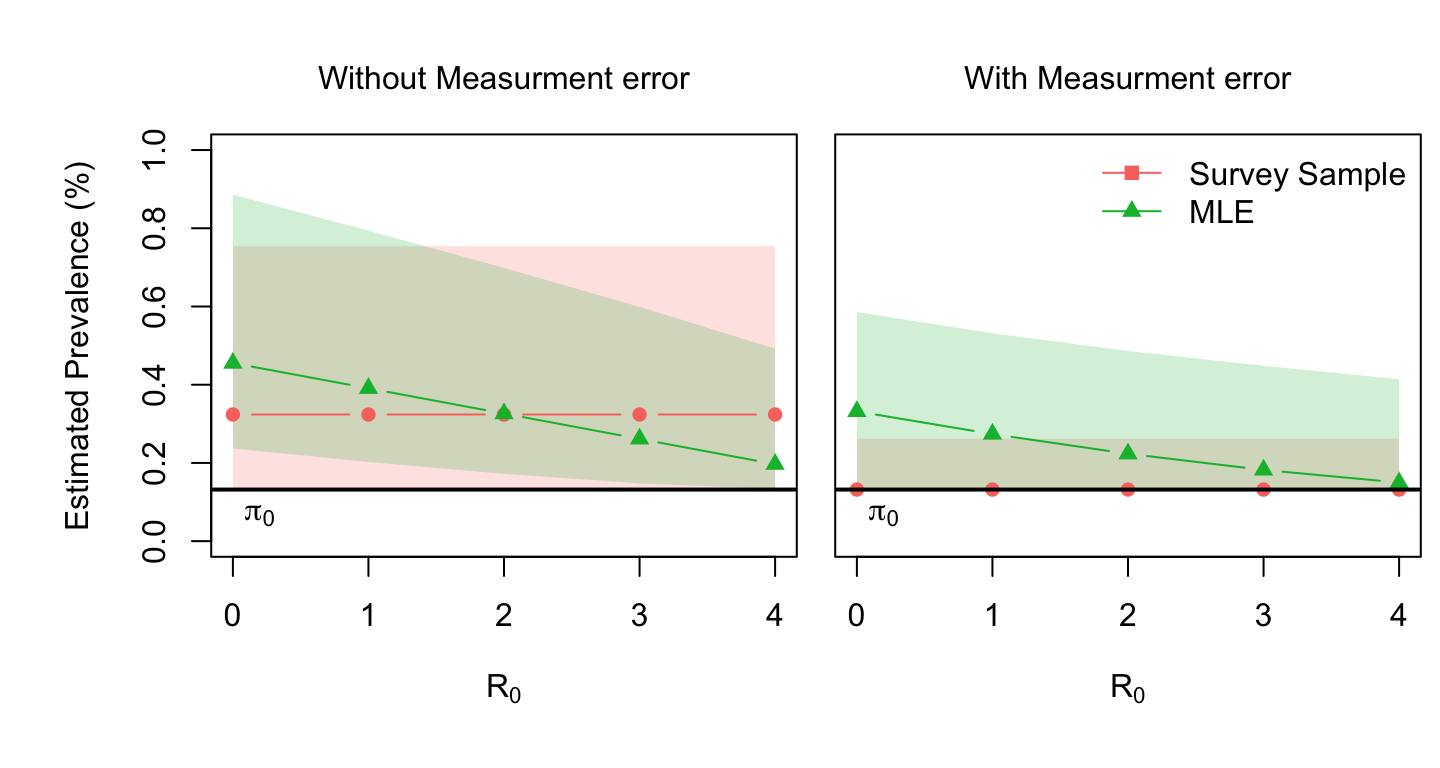 Without Measurment error
With Measurment error
Estimated Prevalence (%)
1.0
0.8
0.6
0.4
0.2
0.0
Survey Sample
MLE
π₀
π₀
0 1 2 3 4
0 1 2 3 4
R₀
R₀